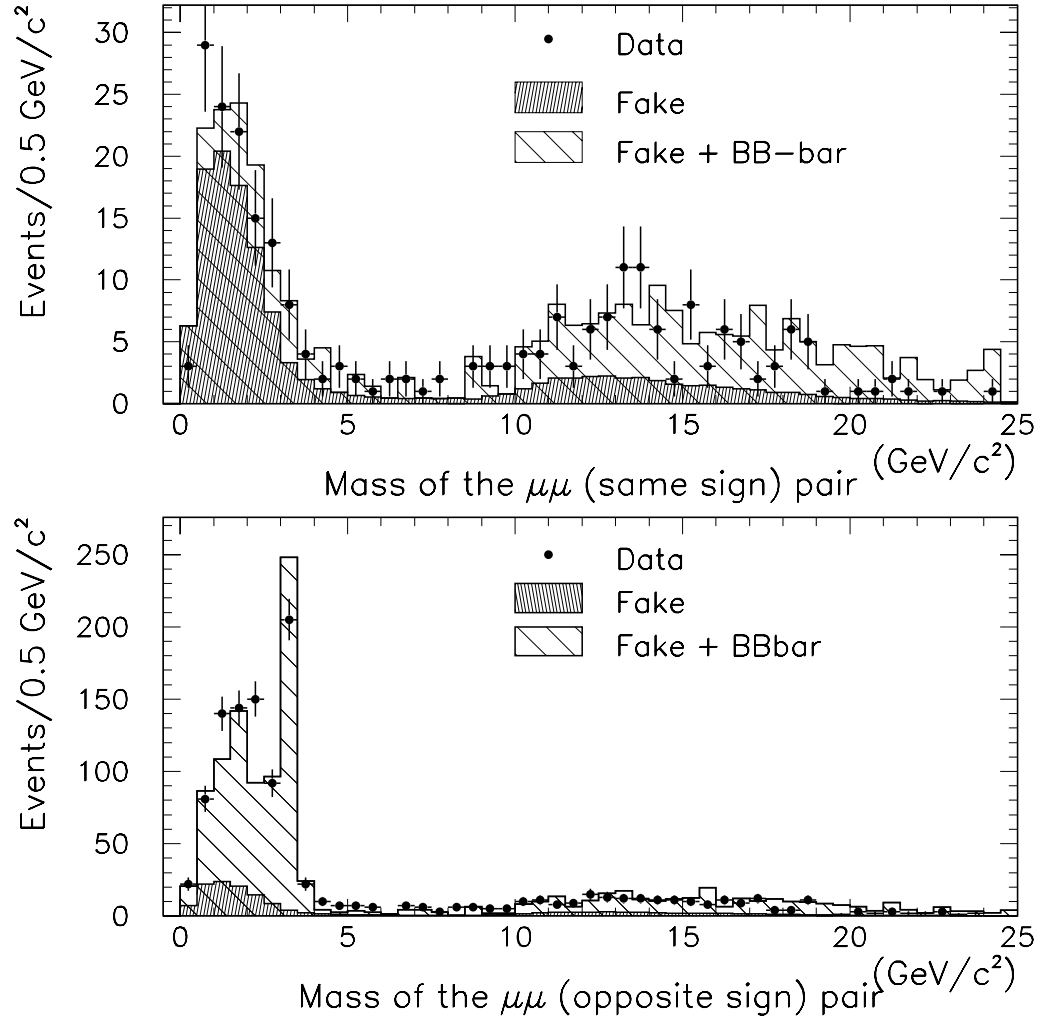 Events/0.5 GeV/c²
30
25
20
15
10
5
0
Data
Fake
Fake + BB-bar
0 5 10 15 20 25
(GeV/c²)
Mass of the μμ (same sign) pair
Events/0.5 GeV/c²
250
200
150
100
50
0
Data
Fake
Fake + BBbar
0 5 10 15 20 25
(GeV/c²)
Mass of the μμ (opposite sign) pair